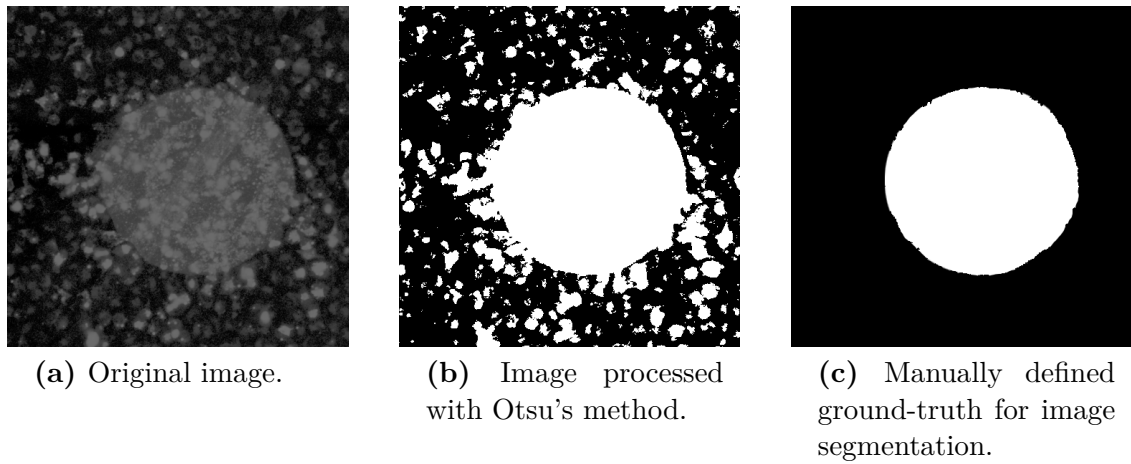 (a) Original image.
(b) Image processed
with Otsu's method.
(c) Manually defined
ground-truth for image
segmentation.